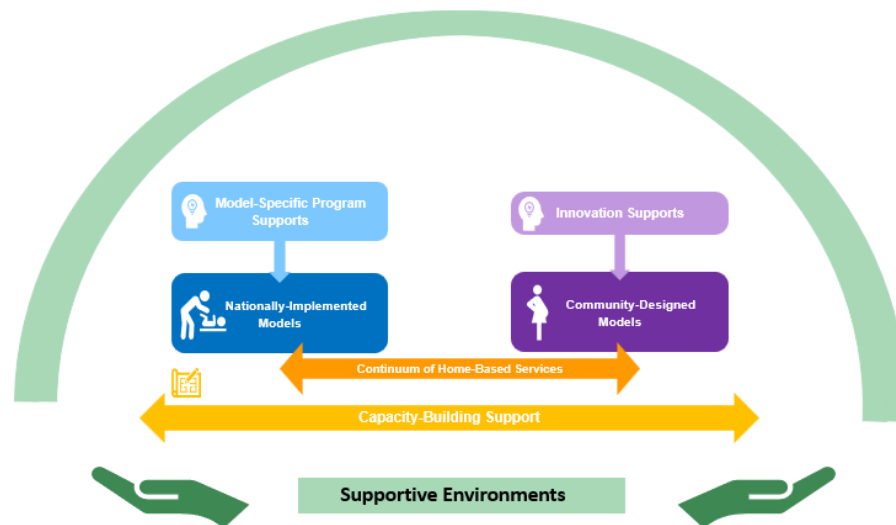 Model-Specific Program
Supports
Innovation Supports
Nationally-Implemented
Models
Community-Designed
Models
Continuum of Home-Based Services
Capacity-Building Support
Supportive Environments